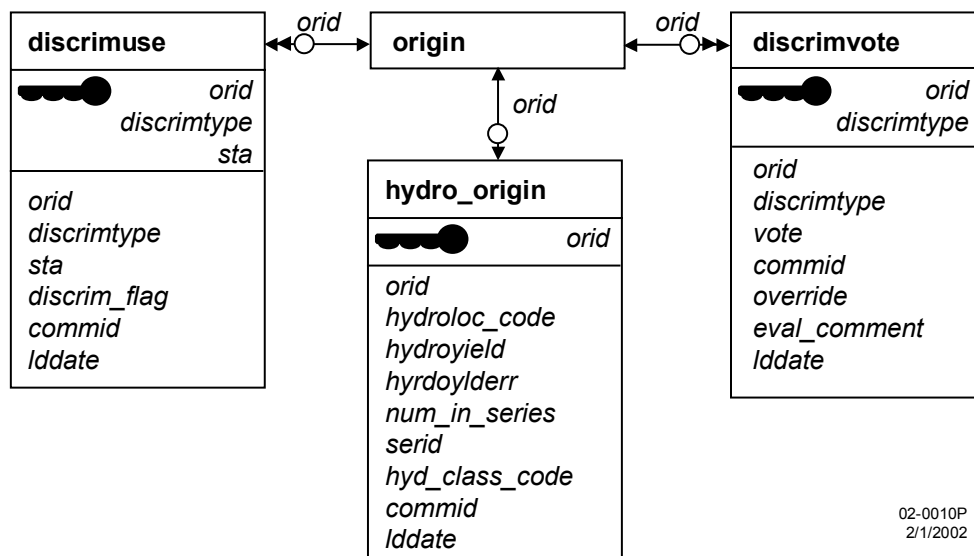 orid
orid
discrimuse
origin
discrimvote
orid
discrimtype
sta
orid
orid
discrimtype
orid
discrimtype
sta
discrim_flag
commid
lddate
hydro_origin
orid
orid
hydroloc_code
hydroyield
hyrdoylderr
num_in_series
serid
hyd_class_code
commid
lddate
orid
discrimtype
vote
commid
override
eval_comment
lddate
02-0010P
2/1/2002